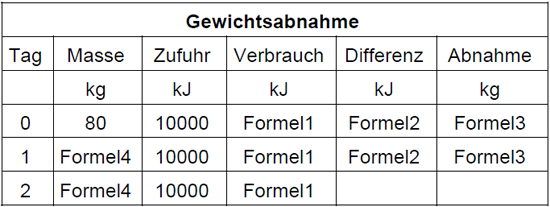 Gewichtsabnahme
Tag Masse Zufuhr Verbrauch Differenz Abnahme
kg kJ kJ kJ kg
0 80 10000 Formel1 Formel2 Formel3
1 Formel4 10000 Formel1 Formel2 Formel3
2 Formel4 10000 Formel1